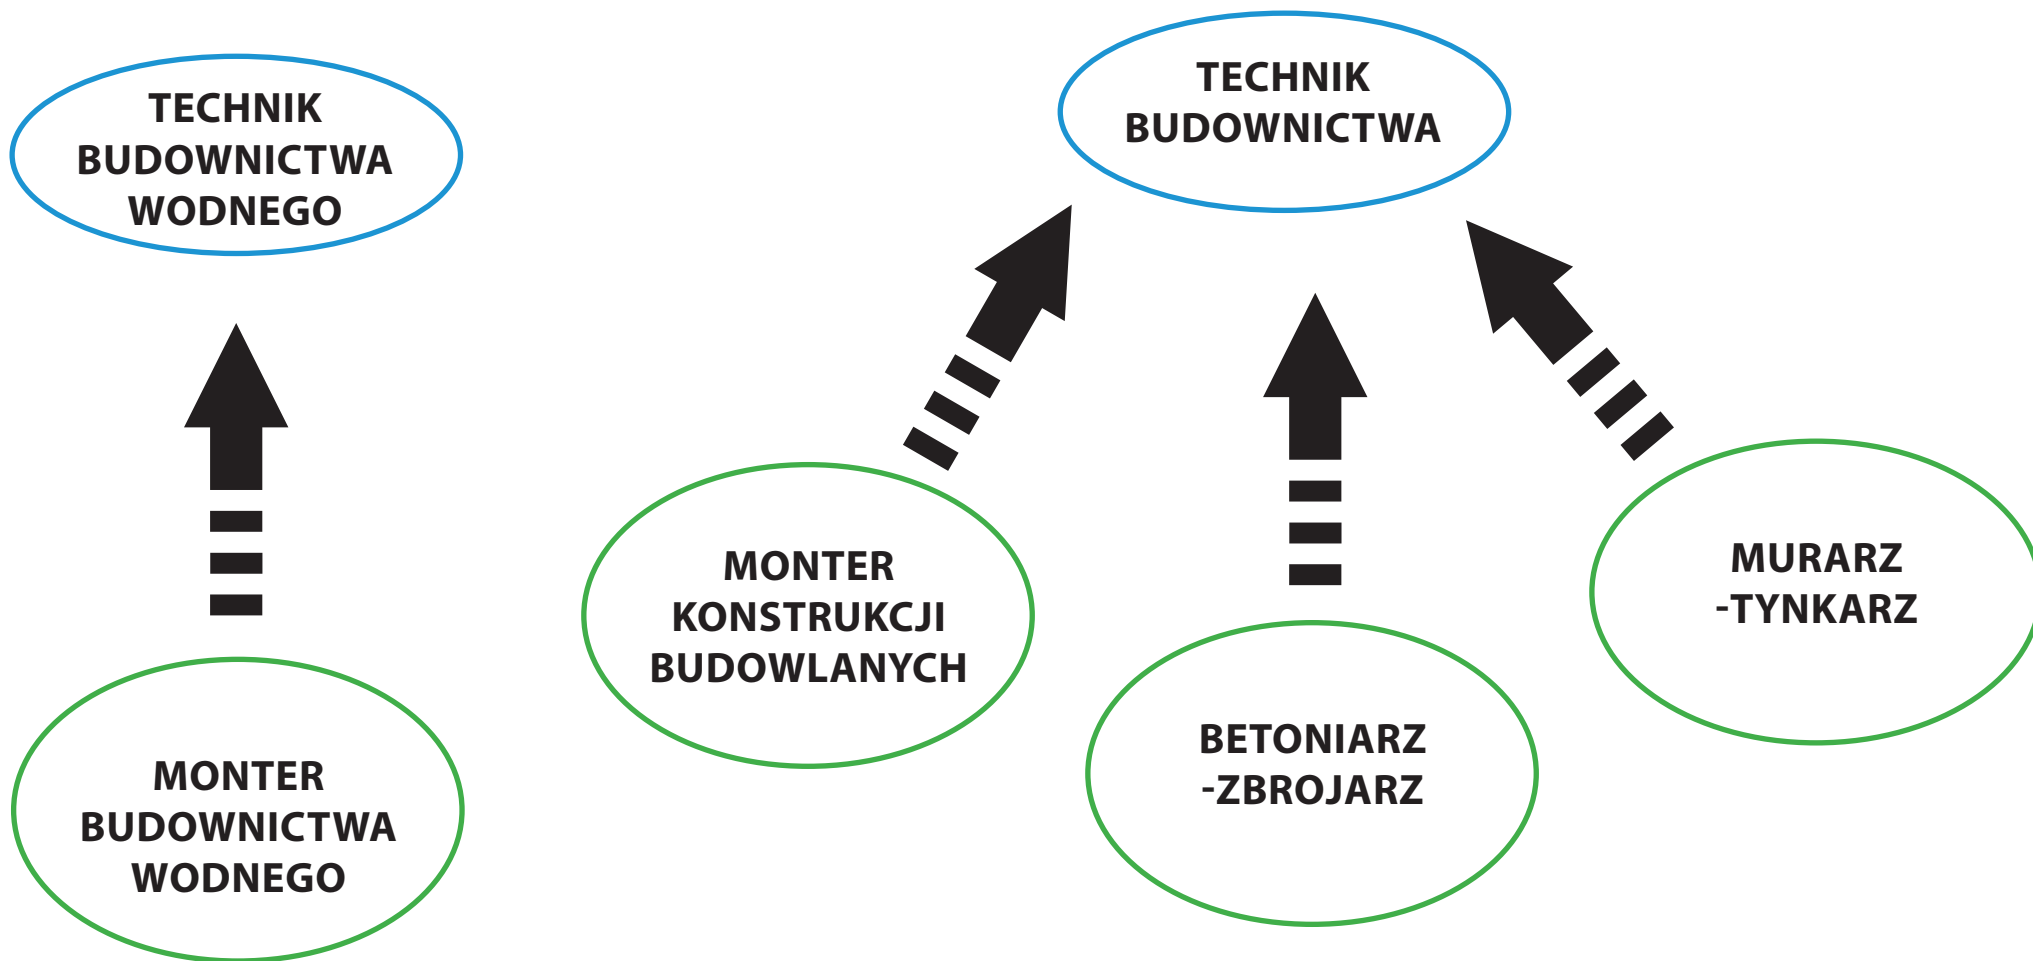 TECHNIK
BUDOWNICTWA
WODNEGO
TECHNIK
BUDOWNICTWA
MONTER
KONSTRUKCJI
BUDOWLANYCH
MURARZ
-TYNKARZ
BETONIARZ
-ZBROJARZ
MONTER
BUDOWNICTWA
WODNEGO